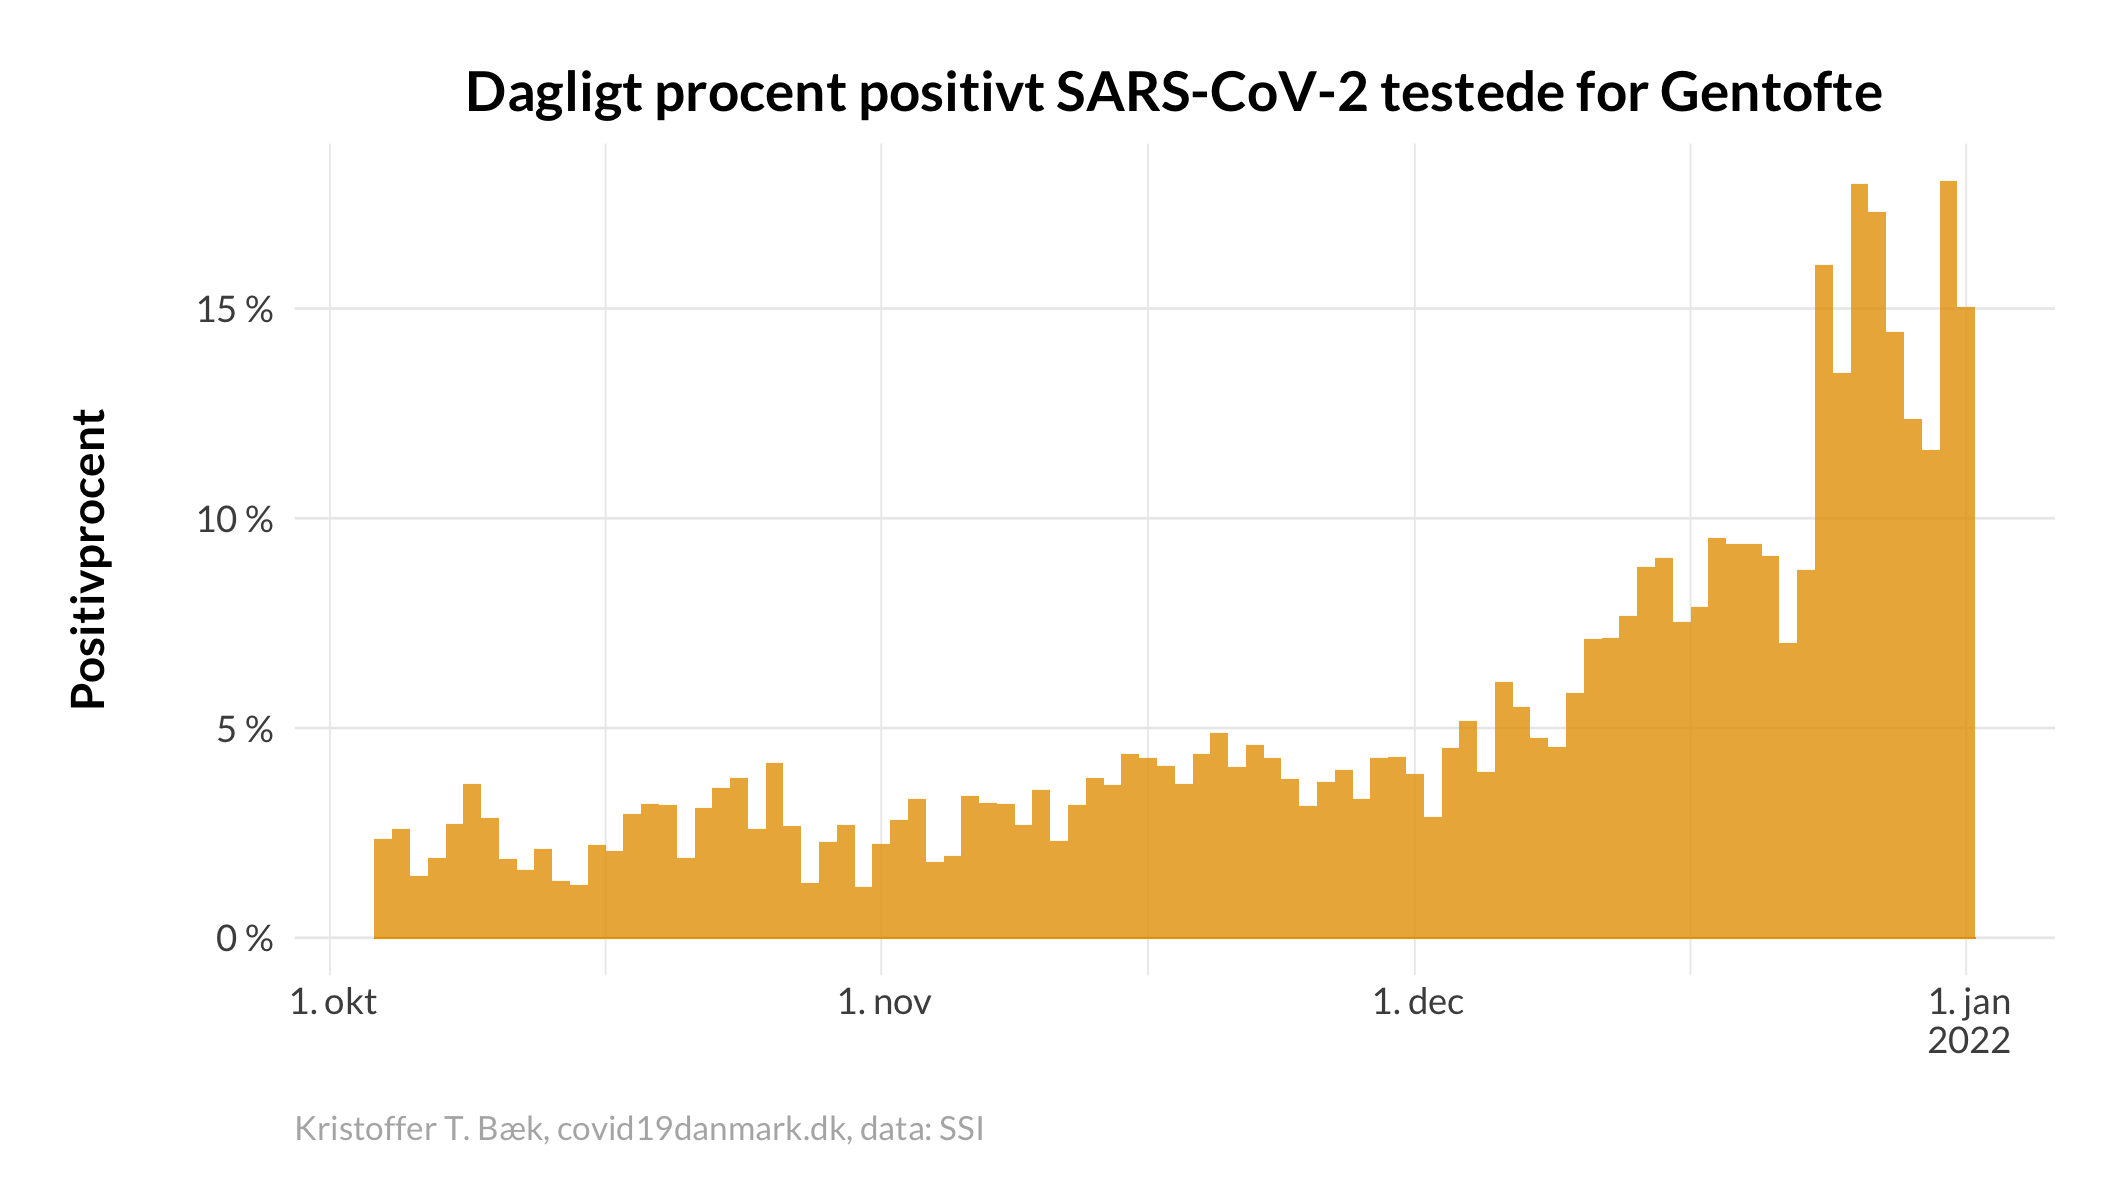 Dagligt procent positivt SARS-CoV-2 testede for Gentofte
Positivprocent
15 %
10 %
5 %
0 %
1. okt
1. nov
1. dec
1. jan
2022
Kristoffer T. Bæk, covid19danmark.dk, data: SSI